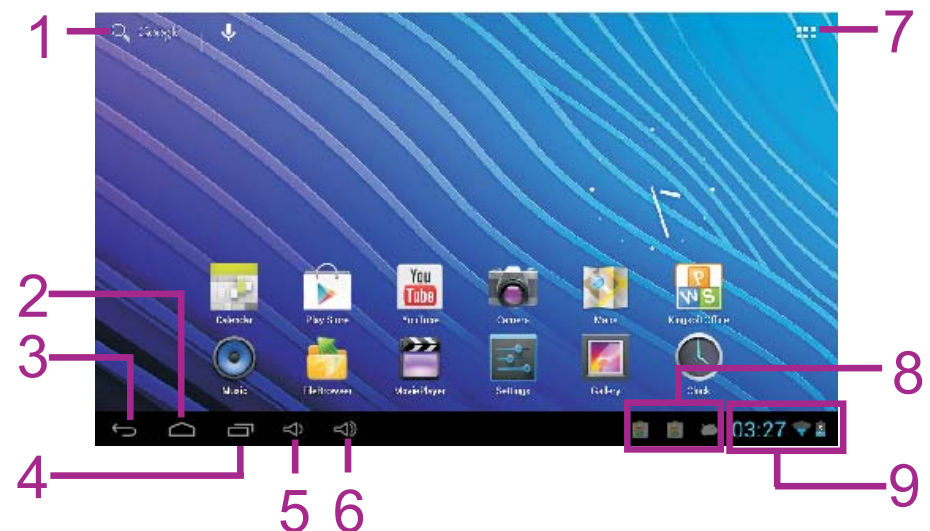 1
Google
7
You
Tube
P
W S
Calendar
Play Store
YouTube
Camera
Maps
Kingsoft Office
2
3
Music
FileBrowser
MoviePlayer
Settings
Gallery
Clock
8
03:27
4
5
6
9